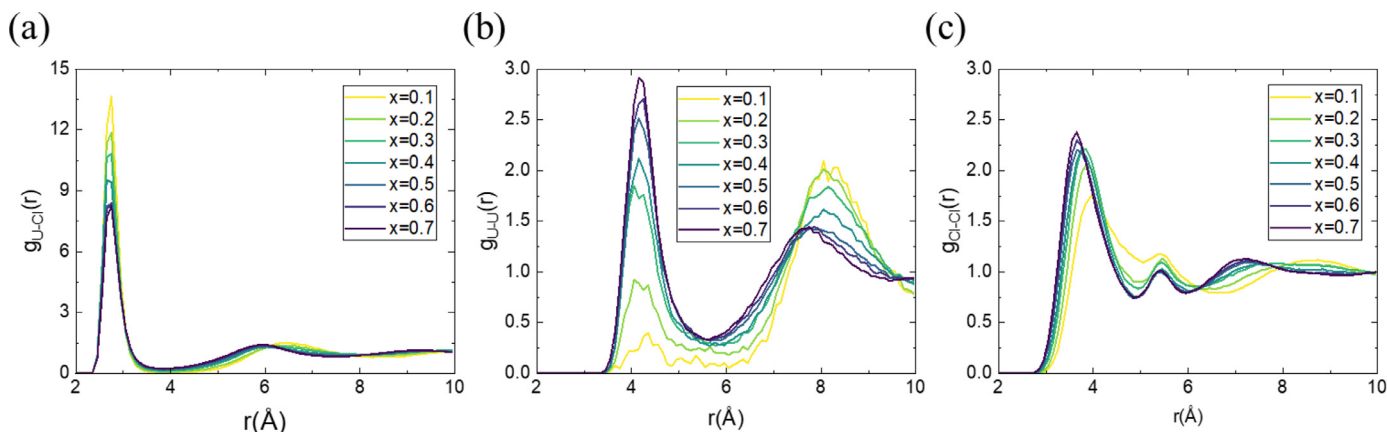 (a)
(b)
(c)
g_U-Cl(r)
15
12
9
6
3
0
x=0.1
x=0.2
x=0.3
x=0.4
x=0.5
x=0.6
x=0.7
2 4 6 8 10
r(Å)
g_U-U(r)
3.0
2.5
2.0
1.5
1.0
0.5
0.0
x=0.1
x=0.2
x=0.3
x=0.4
x=0.5
x=0.6
x=0.7
2 4 6 8 10
r(Å)
g_Cl-Cl(r)
3.0
2.5
2.0
1.5
1.0
0.5
0.0
x=0.1
x=0.2
x=0.3
x=0.4
x=0.5
x=0.6
x=0.7
2 4 6 8 10
r(Å)